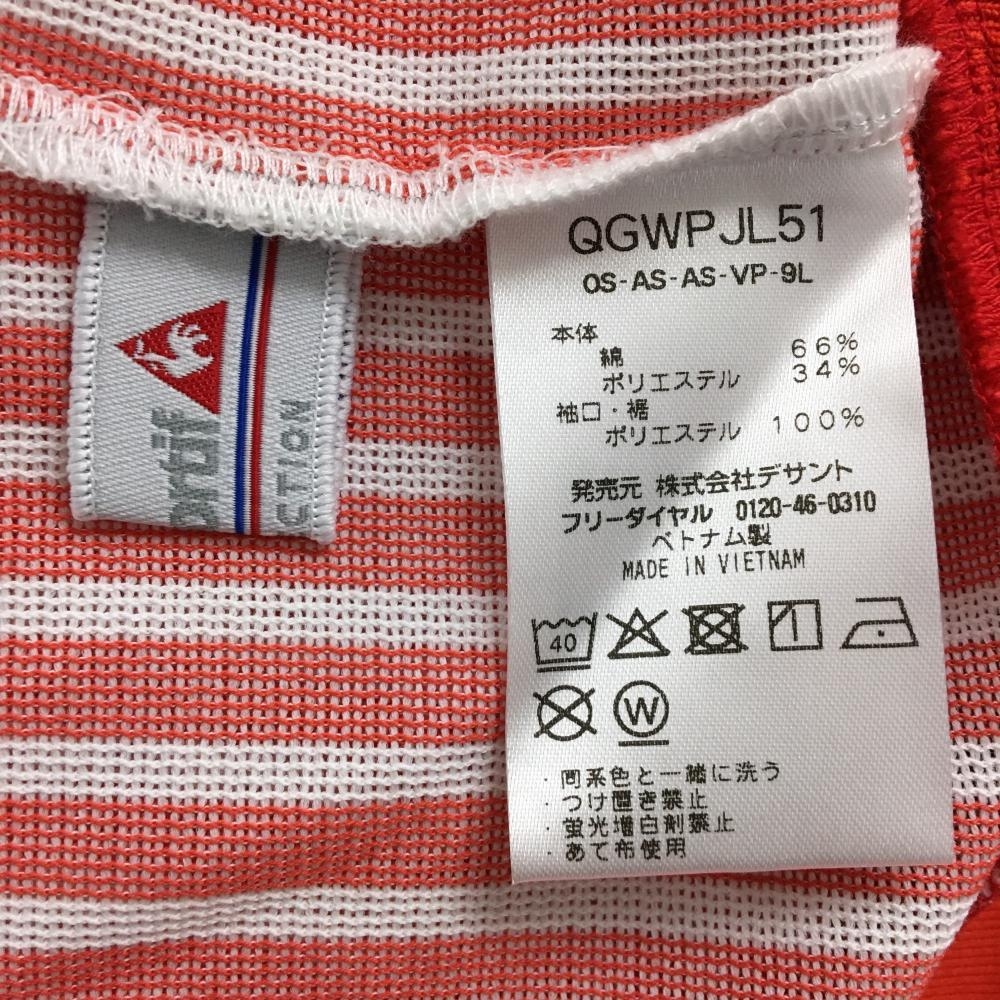 QGWPJL51
OS-AS-AS-VP-9L
本体
綿 66%
ポリエステル 34%
袖口・裾
ポリエステル 100%
発売元 株式会社デサント
フリーダイヤル 0120-46-0310
ベトナム製
MADE IN VIETNAM
40
W
・同系色と一緒に洗う
・つけ置き禁止
・蛍光増白剤禁止
・あて布使用
ortif
CTION